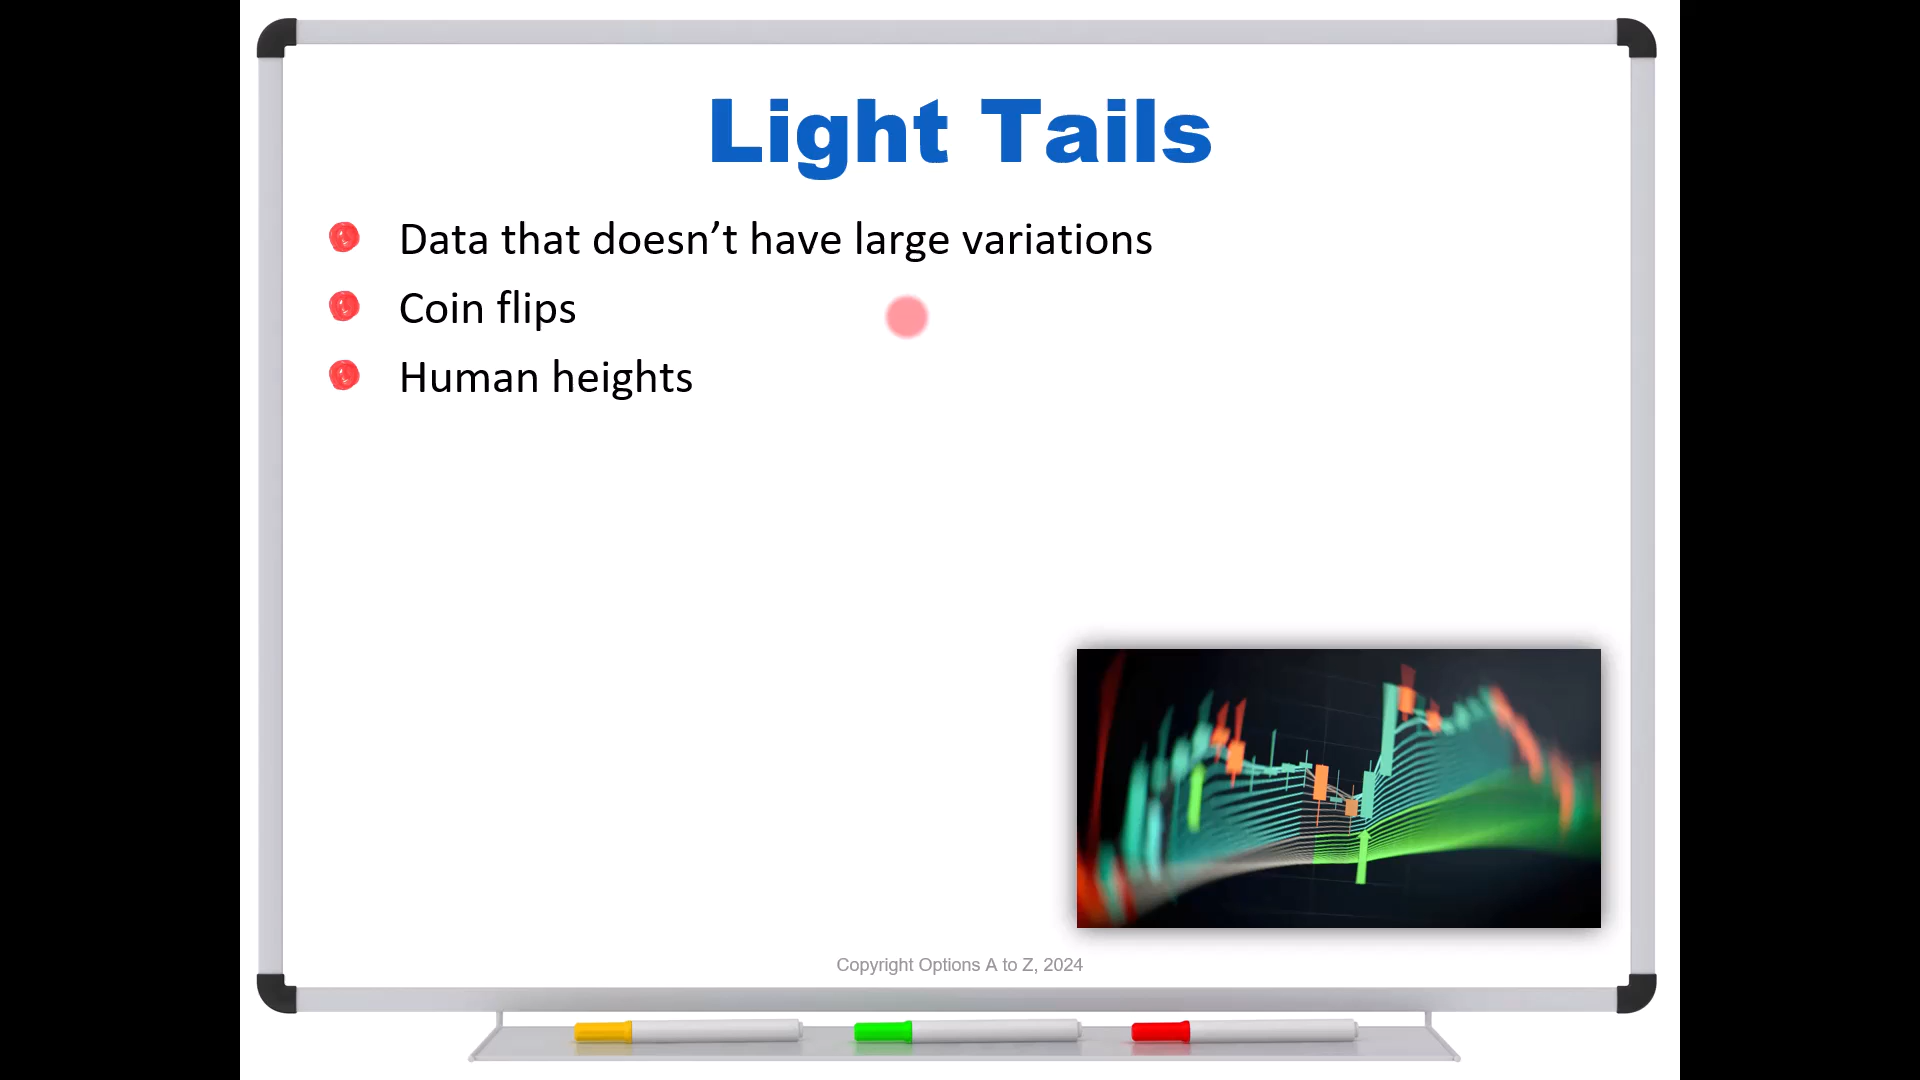 Light Tails
Data that doesn’t have large variations
Coin flips
Human heights
Copyright Options A to Z, 2024